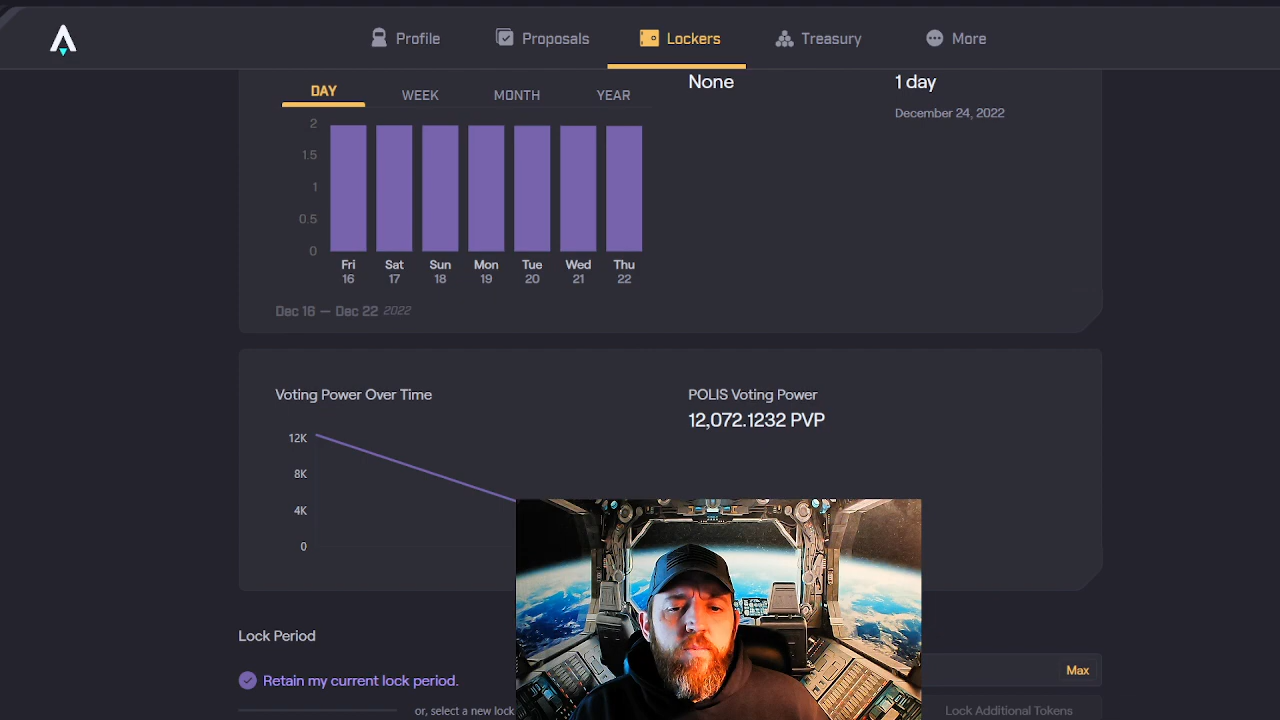 Profile
Proposals
Lockers
Treasury
More
DAY
WEEK
MONTH
YEAR
None
1 day
December 24, 2022
2
1.5
1
0.5
0
Fri
16
Sat
17
Sun
18
Mon
19
Tue
20
Wed
21
Thu
22
Dec 16 — Dec 22 2022
Voting Power Over Time
POLIS Voting Power
12,072.1232 PVP
12K
8K
4K
0
Lock Period
Retain my current lock period.
Max
or, select a new lock
Lock Additional Tokens